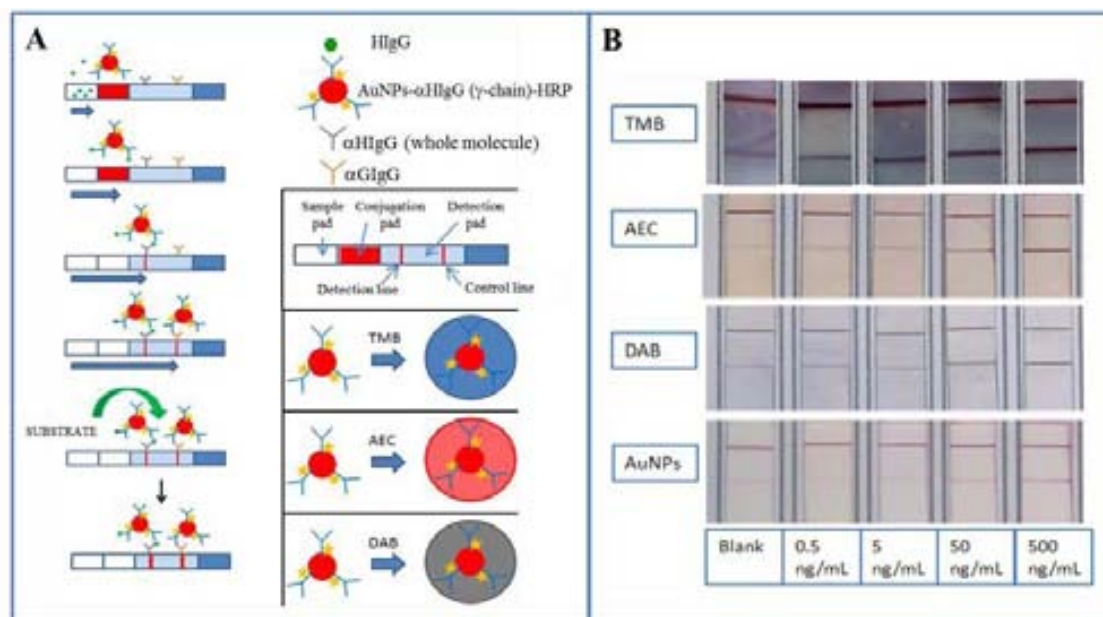 A
HIgG
AuNPs-αHIgG (γ-chain)-HRP
αHIgG (whole molecule)
αGIgG
Sample pad
Conjugation pad
Detection pad
Detection line
Control line
SUBSTRATE
TMB
AEC
DAB
B
TMB
AEC
DAB
AuNPs
Blank
0.5 ng/mL
5 ng/mL
50 ng/mL
500 ng/mL